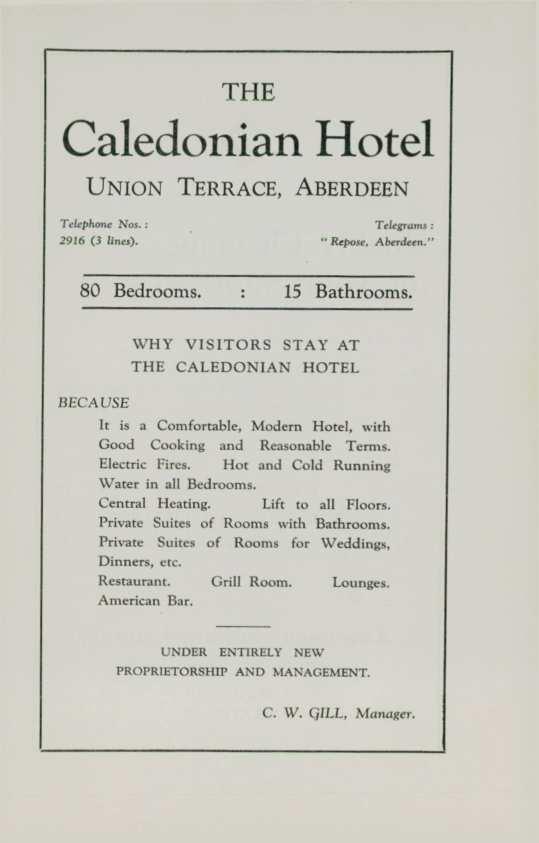 THE
Caledonian Hotel
UNION TERRACE, ABERDEEN
Telephone Nos. : Telegrams :
2916 (3 lines). "Repose, Aberdeen."
80 Bedrooms. : 15 Bathrooms.
WHY VISITORS STAY AT
THE CALEDONIAN HOTEL
BECAUSE
It is a Comfortable, Modern Hotel, with
Good Cooking and Reasonable Terms.
Electric Fires. Hot and Cold Running
Water in all Bedrooms.
Central Heating. Lift to all Floors.
Private Suites of Rooms with Bathrooms.
Private Suites of Rooms for Weddings,
Dinners, etc.
Restaurant. Grill Room. Lounges.
American Bar.
UNDER ENTIRELY NEW
PROPRIETORSHIP AND MANAGEMENT.
C. W. GILL, Manager.